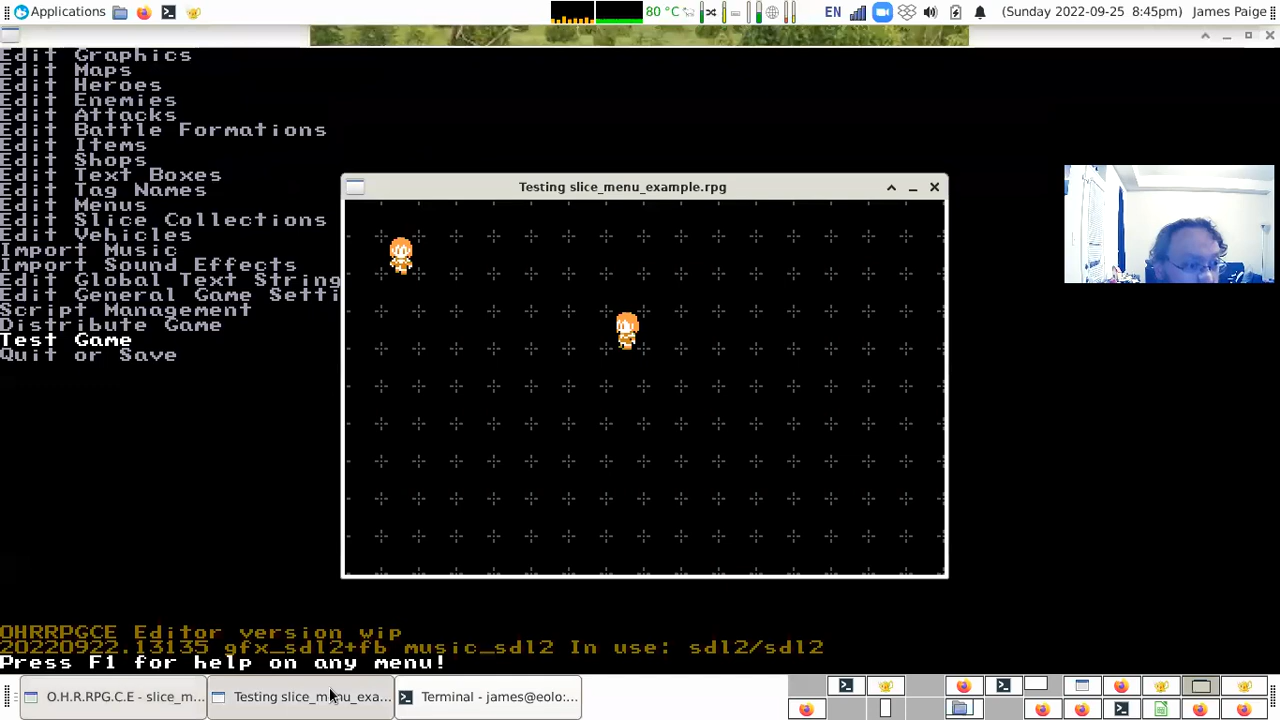 Applications
80 °C
EN
(Sunday 2022-09-25 8:45pm)
James Paige
Edit Graphics
Edit Maps
Edit Heroes
Edit Enemies
Edit Attacks
Edit Battle Formations
Edit Items
Edit Shops
Edit Text Boxes
Edit Tag Names
Edit Menus
Edit Slice Collections
Edit Vehicles
Import Music
Import Sound Effects
Edit Global Text String
Edit General Game Setti
Script Management
Distribute Game
Test Game
Quit or Save
Testing slice_menu_example.rpg
OHRRPGCE Editor version wip
20220922.13135 gfx_sdl2+fb music_sdl2 In use: sdl2/sdl2
Press F1 for help on any menu!
O.H.R.RPG.C.E - slice_m...
Testing slice_menu_exa...
Terminal - james@eolo:...